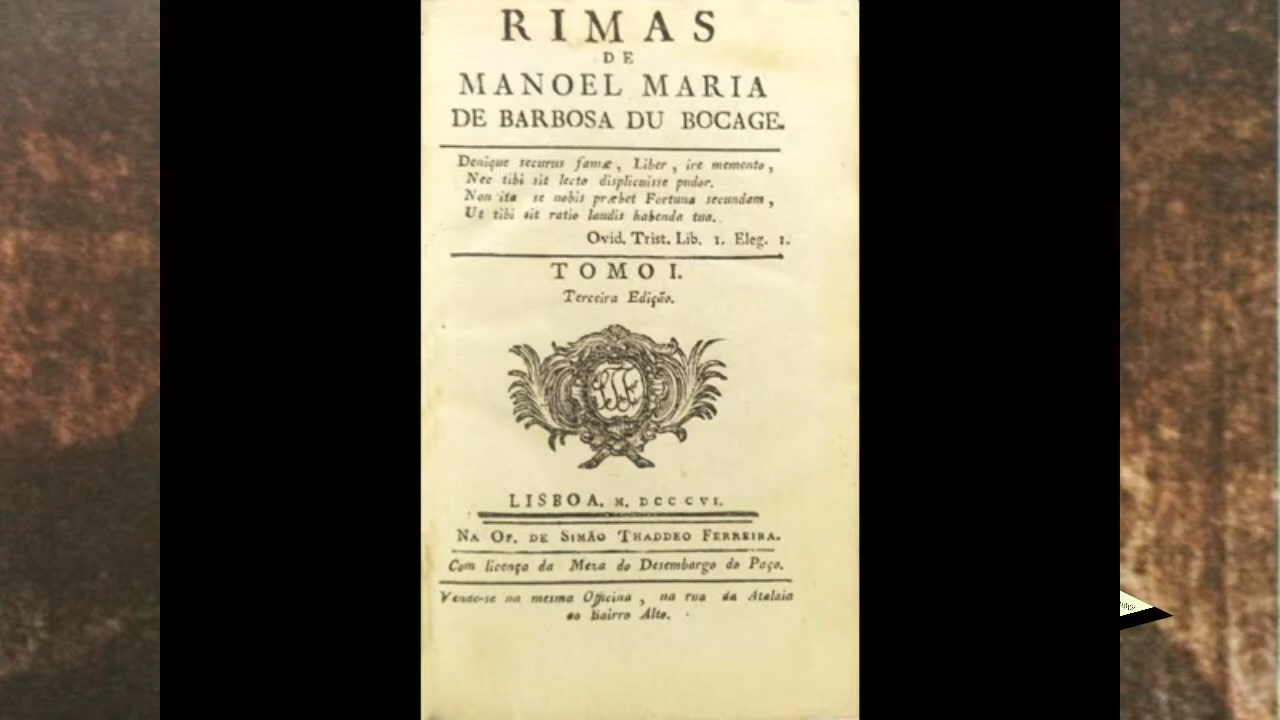 RIMAS
DE
MANOEL MARIA
DE BARBOSA DU BOCAGE.
Denique securus famæ, Liber, ire memento,
Nec tibi sit lecto displicuisse pudor.
Non ita se nobis præbet Fortuna secundam,
Ut tibi sit ratio laudis habenda tua.
Ovid. Trist. Lib. 1. Eleg. 1.
TOMO I.
Terceira Edição.
LISBOA. M. DCCCVI.
NA OF. DE SIMÃO THADDEO FERREIRA.
Com licença da Meza do Desembargo do Paço.
Vende-se na mesma Officina, na rua da Atalaia
ao Bairro Alto.